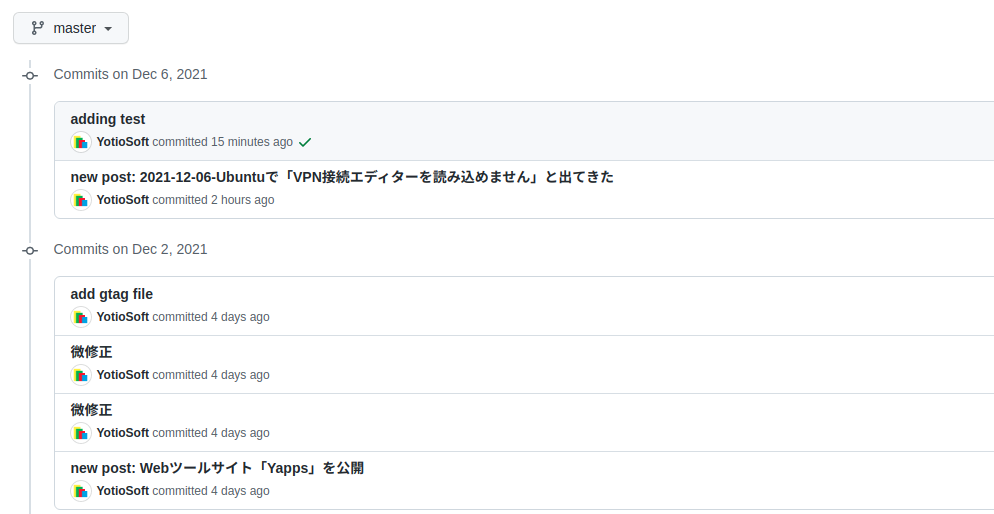 master
Commits on Dec 6, 2021
adding test
YotioSoft committed 15 minutes ago
new post: 2021-12-06-Ubuntuで「VPN接続エディターを読み込めません」と出てきた
YotioSoft committed 2 hours ago
Commits on Dec 2, 2021
add gtag file
YotioSoft committed 4 days ago
微修正
YotioSoft committed 4 days ago
微修正
YotioSoft committed 4 days ago
new post: Webツールサイト「Yapps」を公開
YotioSoft committed 4 days ago